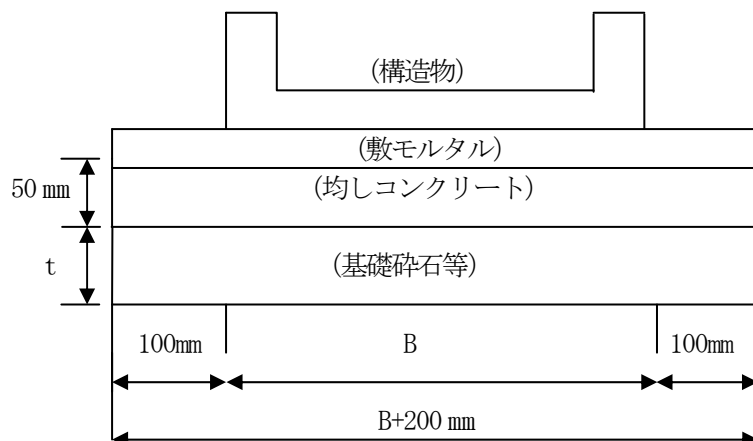 (構造物)
(敷モルタル)
50 mm
(均しコンクリート)
t
(基礎砕石等)
100mm
B
100mm
B+200 mm